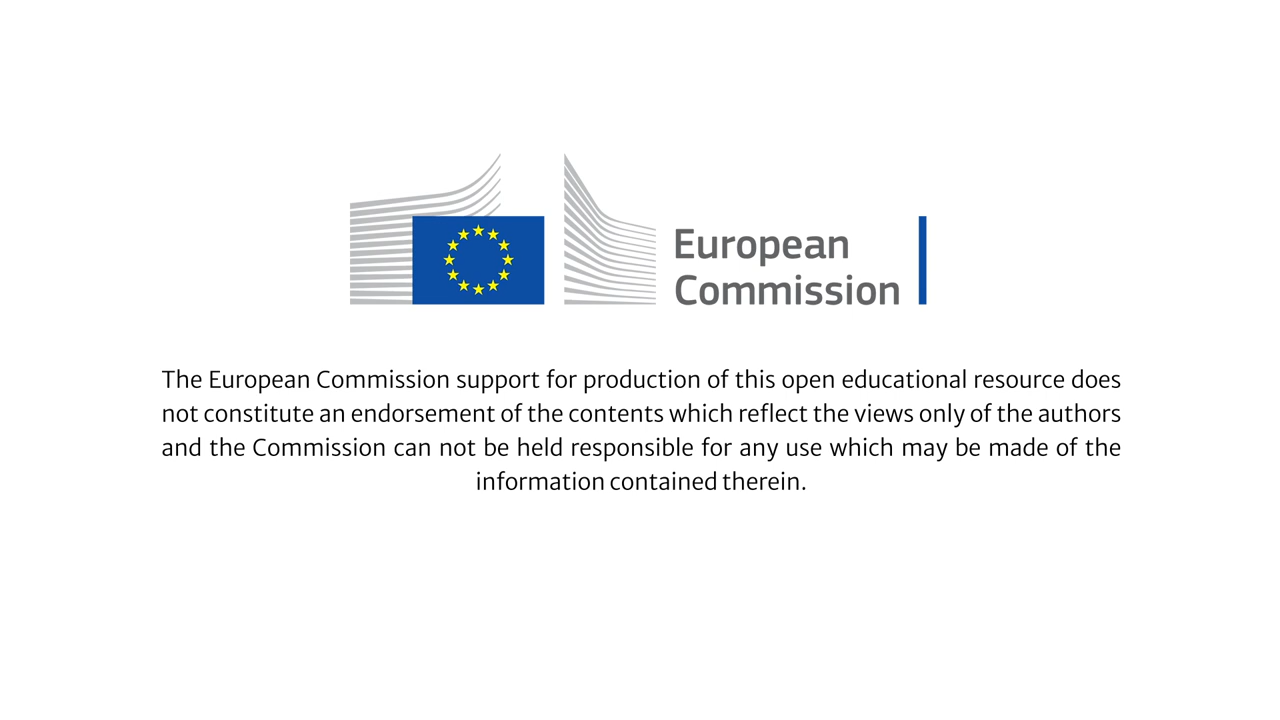 European
Commission
The European Commission support for production of this open educational resource does
not constitute an endorsement of the contents which reflect the views only of the authors
and the Commission can not be held responsible for any use which may be made of the
information contained therein.